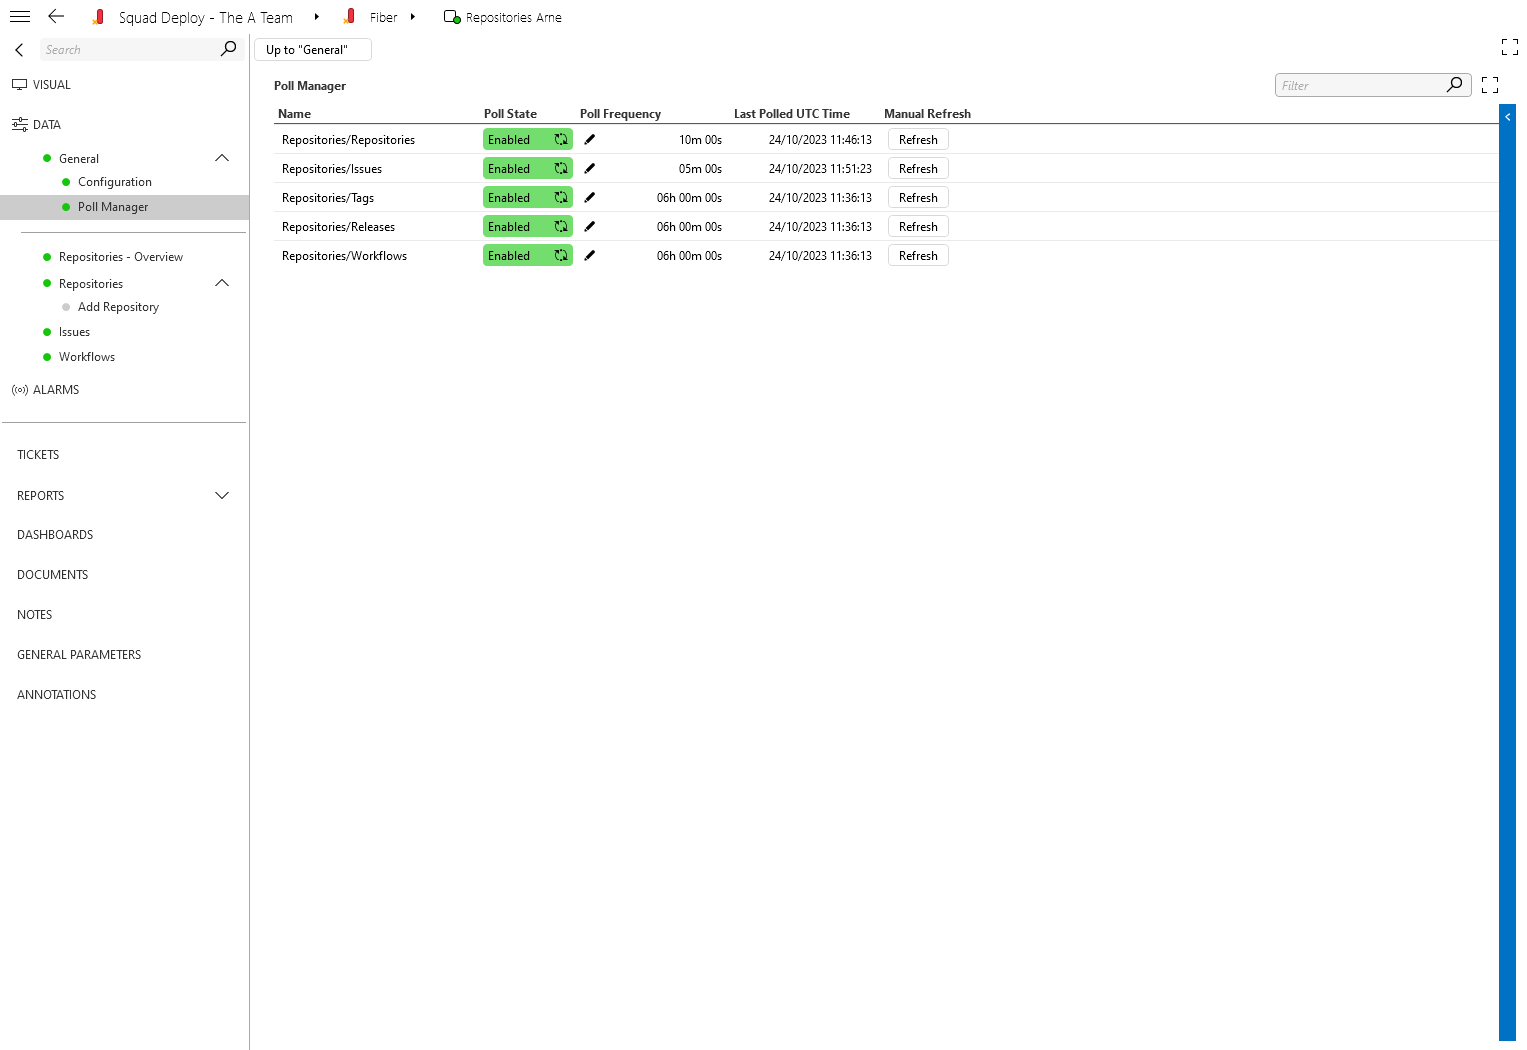 Squad Deploy - The A Team Fiber Repositories Arne
Search
Up to "General"
VISUAL
DATA
General
Configuration
Poll Manager
Repositories - Overview
Repositories
Add Repository
Issues
Workflows
ALARMS
TICKETS
REPORTS
DASHBOARDS
DOCUMENTS
NOTES
GENERAL PARAMETERS
ANNOTATIONS
Poll Manager
Filter
Name Poll State Poll Frequency Last Polled UTC Time Manual Refresh
Repositories/Repositories Enabled 10m 00s 24/10/2023 11:46:13 Refresh
Repositories/Issues Enabled 05m 00s 24/10/2023 11:51:23 Refresh
Repositories/Tags Enabled 06h 00m 00s 24/10/2023 11:36:13 Refresh
Repositories/Releases Enabled 06h 00m 00s 24/10/2023 11:36:13 Refresh
Repositories/Workflows Enabled 06h 00m 00s 24/10/2023 11:36:13 Refresh